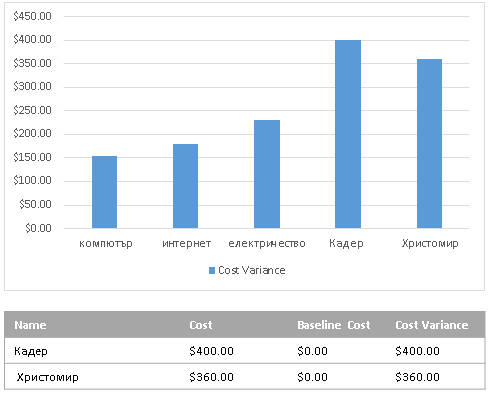 $450.00
$400.00
$350.00
$300.00
$250.00
$200.00
$150.00
$100.00
$50.00
$0.00
компютър интернет електричество Кадер Христомир
Cost Variance
Name Cost Baseline Cost Cost Variance
Кадер $400.00 $0.00 $400.00
Христомир $360.00 $0.00 $360.00